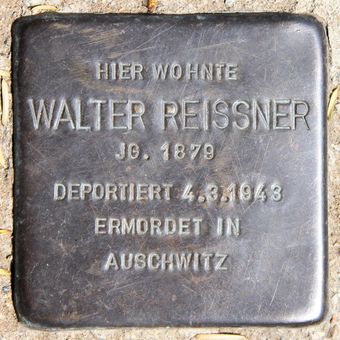 HIER WOHNTE
WALTER REISSNER
JG. 1879
DEPORTIERT 4.3.1943
ERMORDET IN
AUSCHWITZ